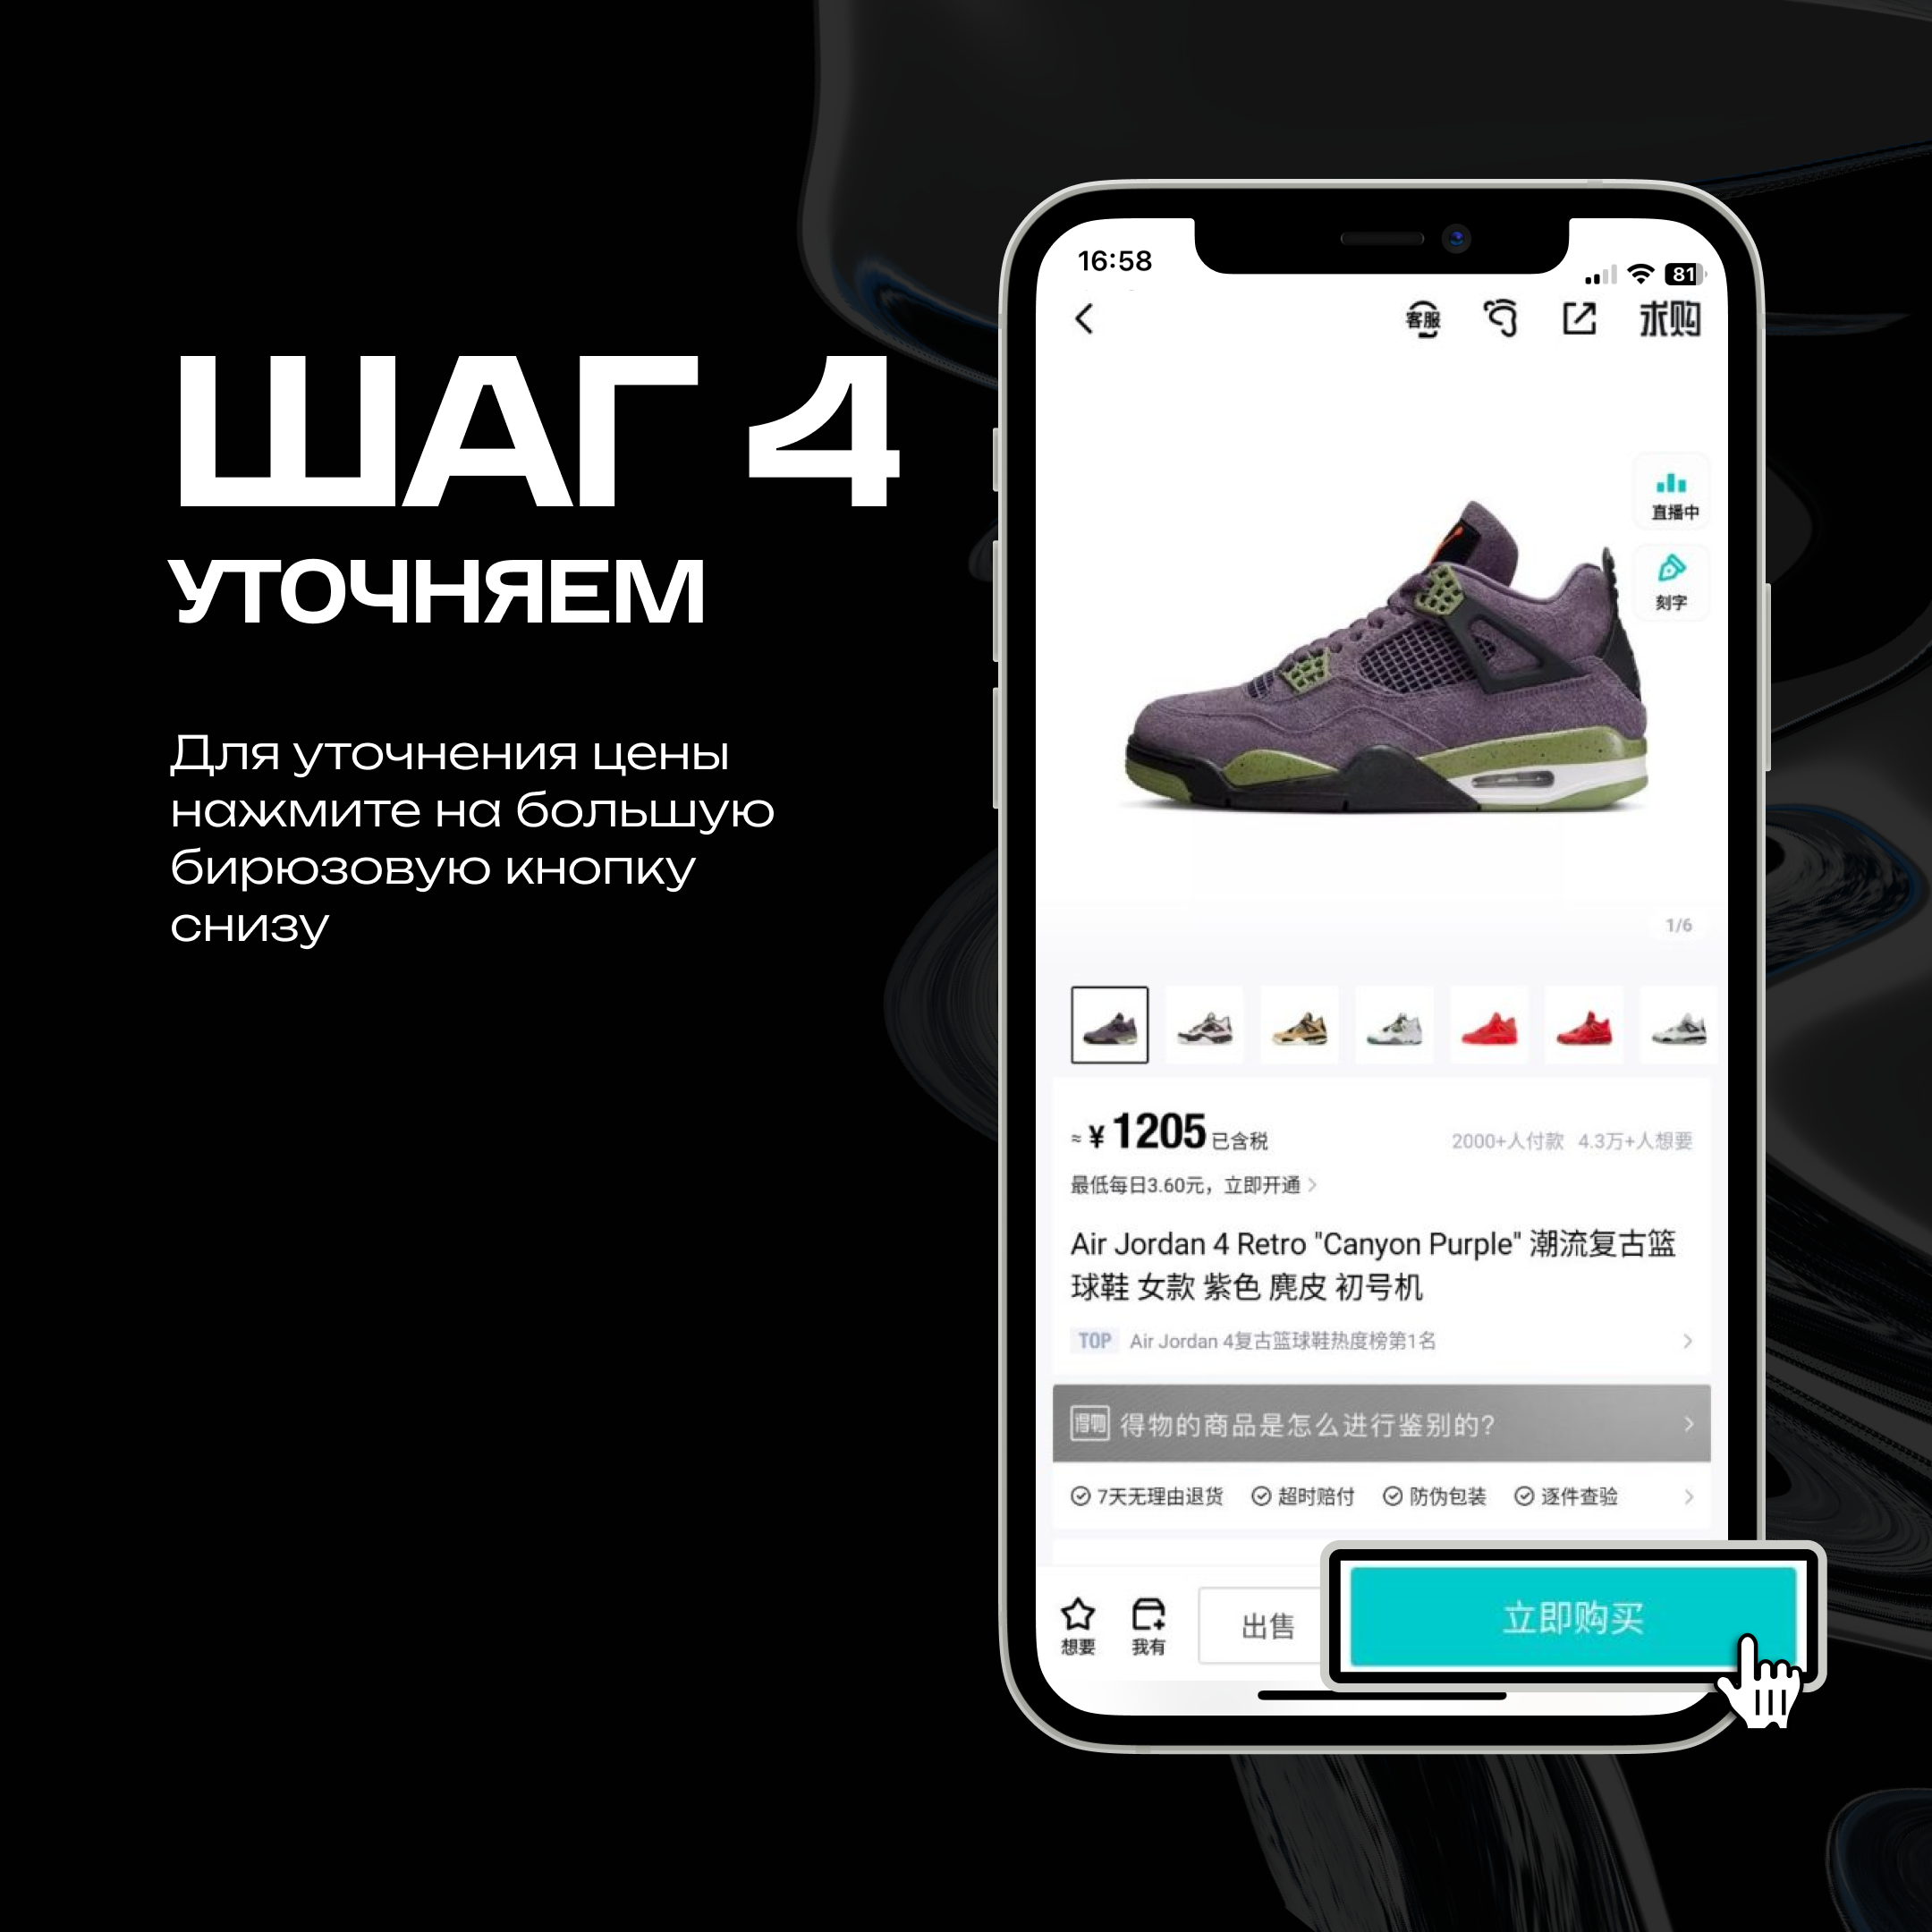 ШАГ 4
УТОЧНЯЕМ
Для уточнения цены
нажмите на большую
бирюзовую кнопку
снизу
16:58
81
客服
求购
直播中
刻字
1/6
≈ ¥ 1205 已含税
2000+人付款 4.3万+人想要
最低每日3.60元，立即开通
Air Jordan 4 Retro "Canyon Purple" 潮流复古篮
球鞋 女款 紫色 麂皮 初号机
TOP Air Jordan 4复古篮球鞋热度榜第1名
得物 得物的商品是怎么进行鉴别的?
7天无理由退货 超时赔付 防伪包装 逐件查验
想要
我有
出售
立即购买